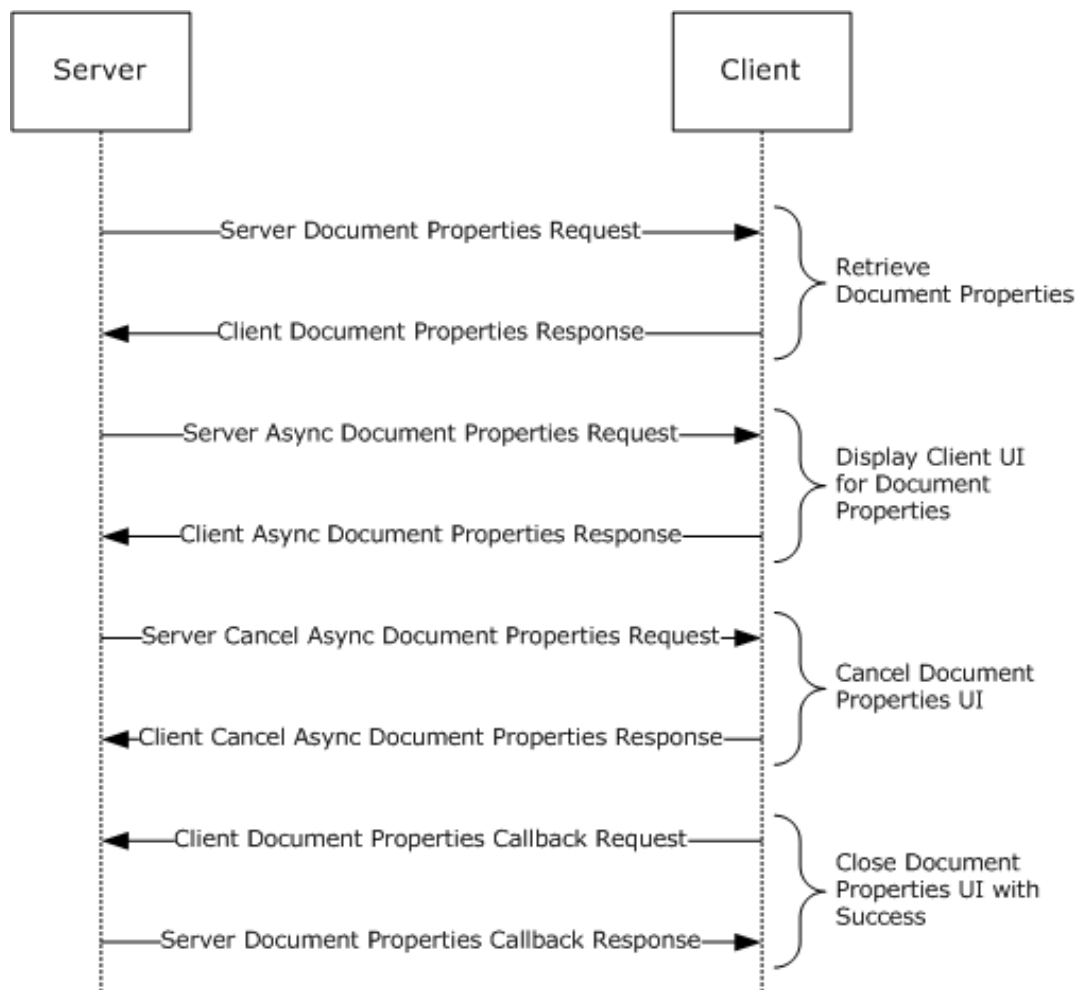 Server
Client
Server Document Properties Request
Retrieve
Document Properties
Client Document Properties Response
Server Async Document Properties Request
Display Client UI
for Document
Properties
Client Async Document Properties Response
Server Cancel Async Document Properties Request
Cancel Document
Properties UI
Client Cancel Async Document Properties Response
Client Document Properties Callback Request
Close Document
Properties UI with
Success
Server Document Properties Callback Response